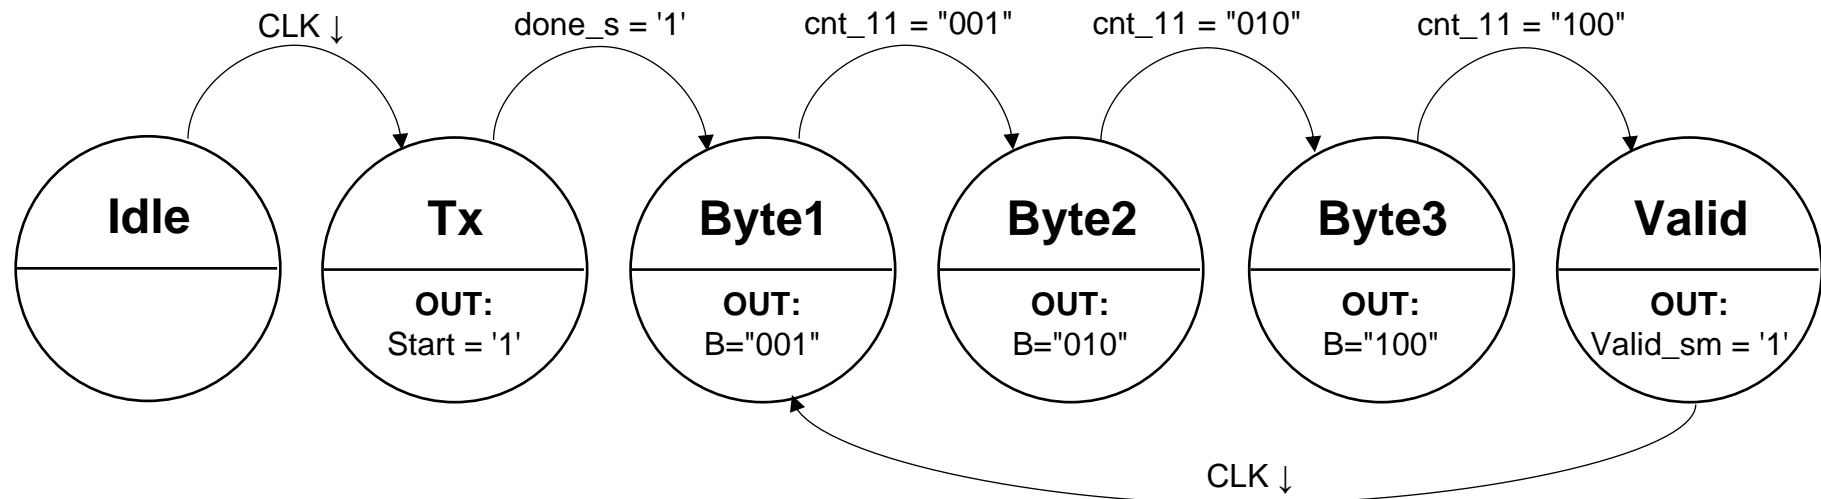 CLK ↓
done_s = '1'
cnt_11 = "001"
cnt_11 = "010"
cnt_11 = "100"
Idle
Tx
Byte1
Byte2
Byte3
Valid
OUT:
Start = '1'
OUT:
B="001"
OUT:
B="010"
OUT:
B="100"
OUT:
Valid_sm = '1'
CLK ↓